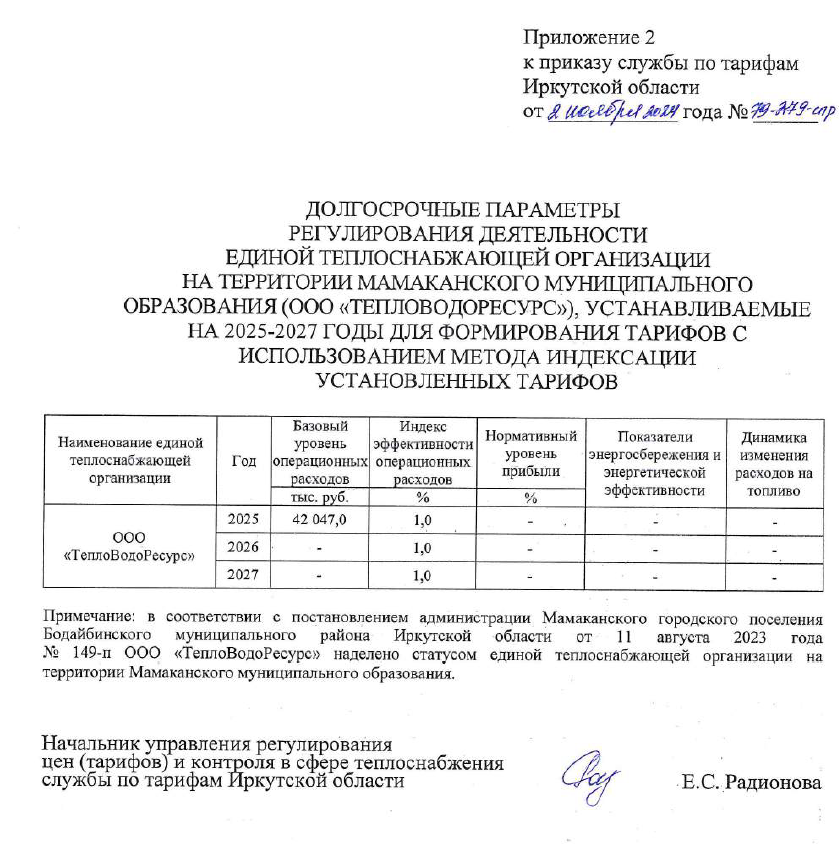 Приложение 2
к приказу службы по тарифам
Иркутской области
от 2 ноября 2024 года № 79-279-спр
ДОЛГОСРОЧНЫЕ ПАРАМЕТРЫ
РЕГУЛИРОВАНИЯ ДЕЯТЕЛЬНОСТИ
ЕДИНОЙ ТЕПЛОСНАБЖАЮЩЕЙ ОРГАНИЗАЦИИ
НА ТЕРРИТОРИИ МАМАКАНСКОГО МУНИЦИПАЛЬНОГО
ОБРАЗОВАНИЯ (ООО «ТЕПЛОВОДОРЕСУРС»), УСТАНАВЛИВАЕМЫЕ
НА 2025-2027 ГОДЫ ДЛЯ ФОРМИРОВАНИЯ ТАРИФОВ С
ИСПОЛЬЗОВАНИЕМ МЕТОДА ИНДЕКСАЦИИ
УСТАНОВЛЕННЫХ ТАРИФОВ
Наименование единой
теплоснабжающей
организации
Год
Базовый
уровень
операционных
расходов
Индекс
эффективности
операционных
расходов
Нормативный
уровень
прибыли
Показатели
энергосбережения и
энергетической
эффективности
Динамика
изменения
расходов на
топливо
тыс. руб. % %
ООО
«ТеплоВодоРесурс»
2025 42 047,0 1,0 - - -
2026 - 1,0 - - -
2027 - 1,0 - - -
Примечание: в соответствии с постановлением администрации Мамаканского городского поселения
Бодайбинского муниципального района Иркутской области от 11 августа 2023 года
№ 149-п ООО «ТеплоВодоРесурс» наделено статусом единой теплоснабжающей организации на
территории Мамаканского муниципального образования.
Начальник управления регулирования
цен (тарифов) и контроля в сфере теплоснабжения
службы по тарифам Иркутской области Е.С. Радионова